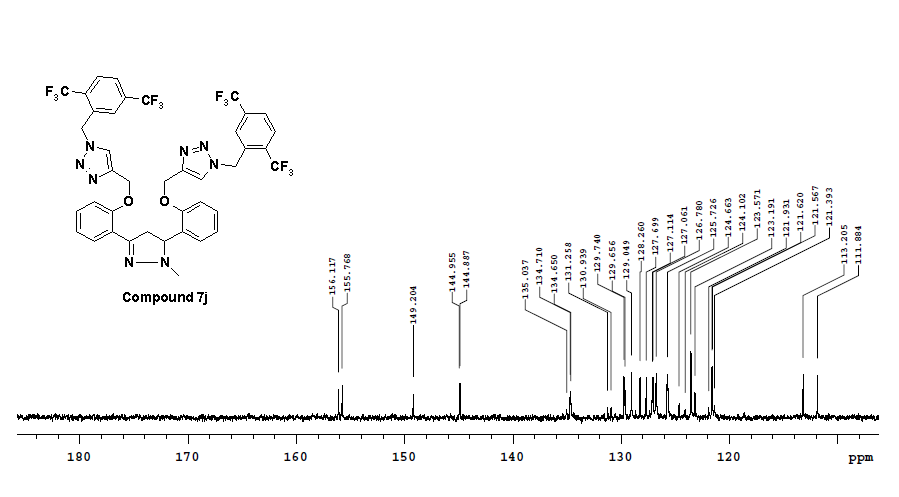 F3C
CF3
F3C
CF3
N
N
N
N
N
N
O
O
N
N
Compound 7j
156.117
155.768
149.204
144.955
144.887
135.037
134.710
134.650
131.258
130.939
129.740
129.656
129.049
128.260
127.699
127.114
127.061
126.780
125.726
124.663
124.102
123.571
123.191
121.931
121.620
121.567
121.393
113.205
111.884
180 170 160 150 140 130 120 ppm